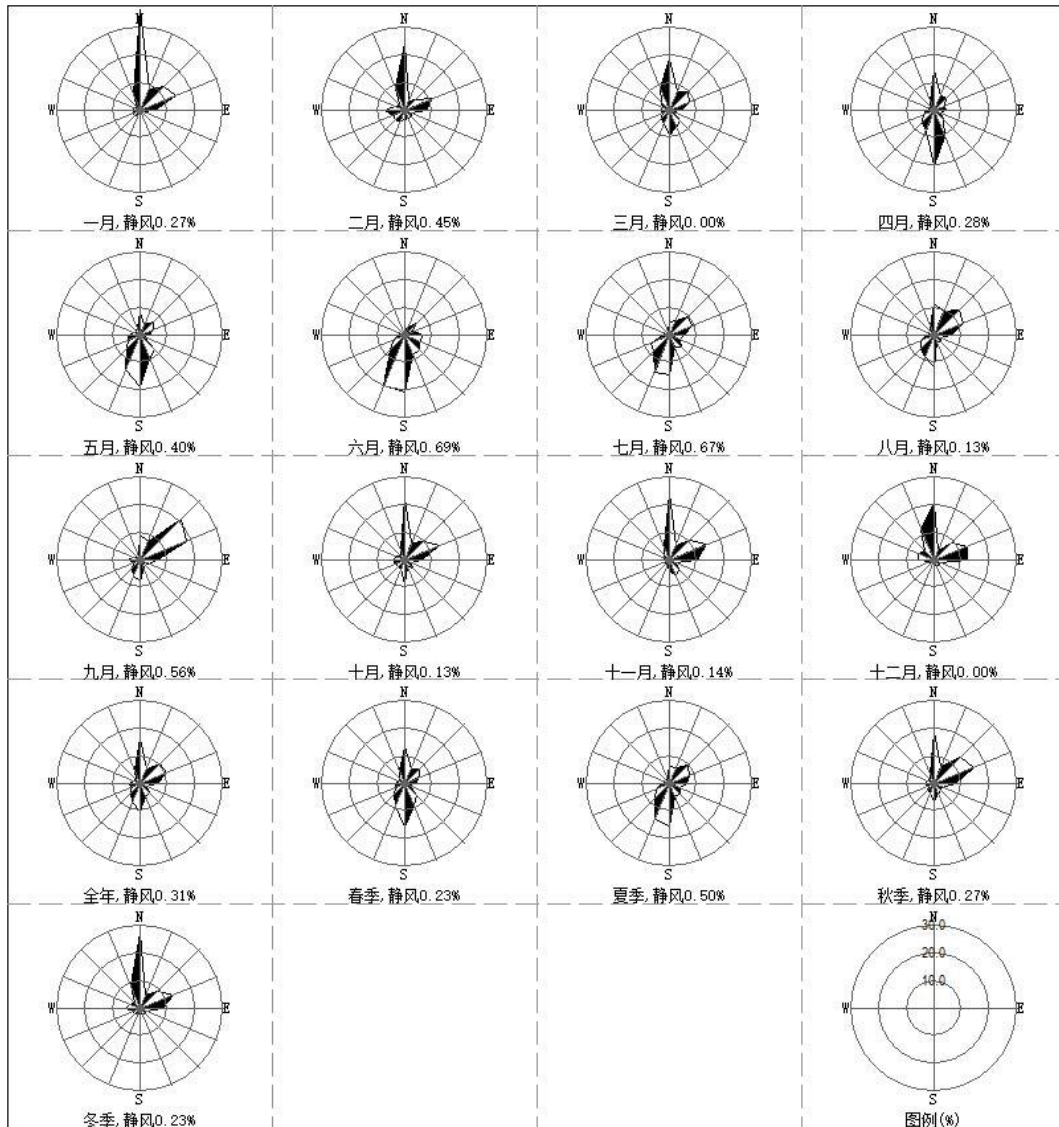 N
W E
S
一月,静风0.27%
N
W E
S
二月,静风0.45%
N
W E
S
三月,静风0.00%
N
W E
S
四月,静风0.28%
N
W E
S
五月,静风0.40%
N
W E
S
六月,静风0.69%
N
W E
S
七月,静风0.67%
N
W E
S
八月,静风0.13%
N
W E
S
九月,静风0.56%
N
W E
S
十月,静风0.13%
N
W E
S
十一月,静风0.14%
N
W E
S
十二月,静风0.00%
N
W E
S
全年,静风0.31%
N
W E
S
春季,静风0.23%
N
W E
S
夏季,静风0.50%
N
W E
S
秋季,静风0.27%
N
W E
S
冬季,静风0.23%
N
30.0
20.0
10.0
W E
S
图例(%)